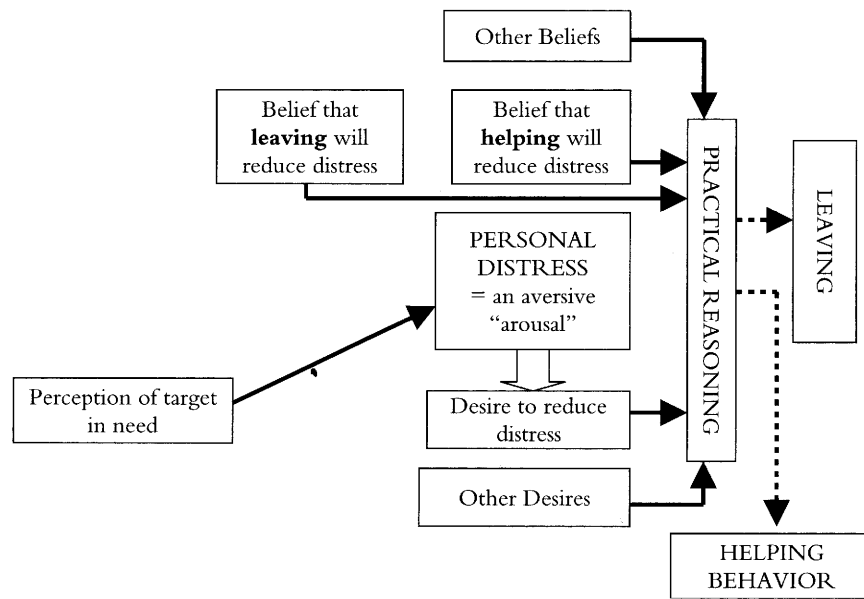 Other Beliefs
Belief that
leaving will
reduce distress
Belief that
helping will
reduce distress
PRACTICAL REASONING
LEAVING
PERSONAL
DISTRESS
= an aversive
“arousal”
Perception of target
in need
Desire to reduce
distress
Other Desires
HELPING
BEHAVIOR